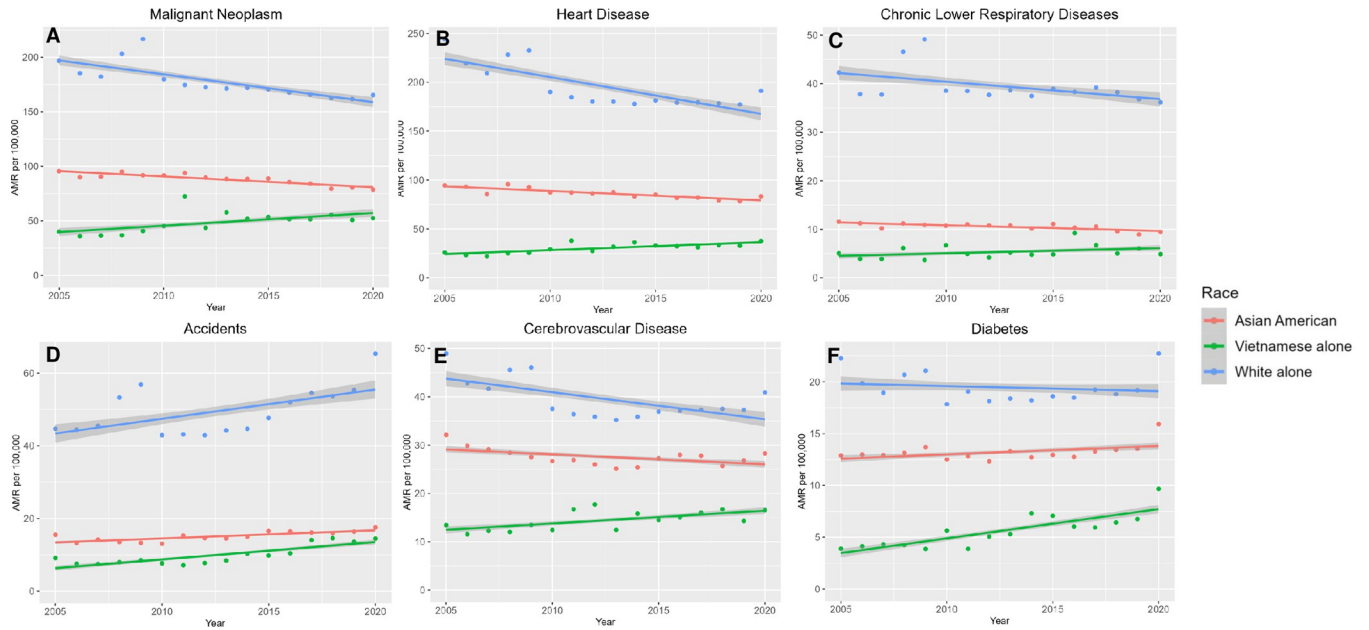 Malignant Neoplasm
A
200
150
100
50
0
AMR per 100,000
2005
2010
2015
2020
Year
Heart Disease
B
250
200
150
100
50
0
AMR per 100,000
2005
2010
2015
2020
Year
Chronic Lower Respiratory Diseases
C
50
40
30
20
10
0
AMR per 100,000
2005
2010
2015
2020
Year
Accidents
D
60
40
20
0
AMR per 100,000
2005
2010
2015
2020
Year
Cerebrovascular Disease
E
50
40
30
20
10
0
AMR per 100,000
2005
2010
2015
2020
Year
Diabetes
F
20
15
10
5
0
AMR per 100,000
2005
2010
2015
2020
Year
Race
Asian American
Vietnamese alone
White alone